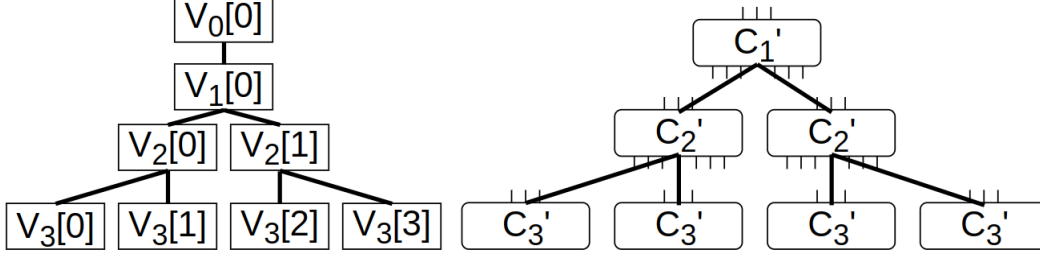 V₀[0]
V₁[0]
V₂[0] V₂[1]
V₃[0] V₃[1] V₃[2] V₃[3]
C₁'
C₂' C₂'
C₃' C₃' C₃' C₃'